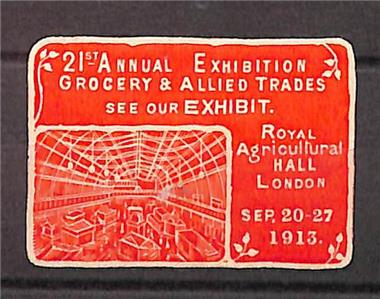 21ST ANNUAL EXHIBITION
GROCERY & ALLIED TRADES
SEE OUR EXHIBIT.
ROYAL
Agricultural
HALL
LONDON
SEP. 20-27
1913.